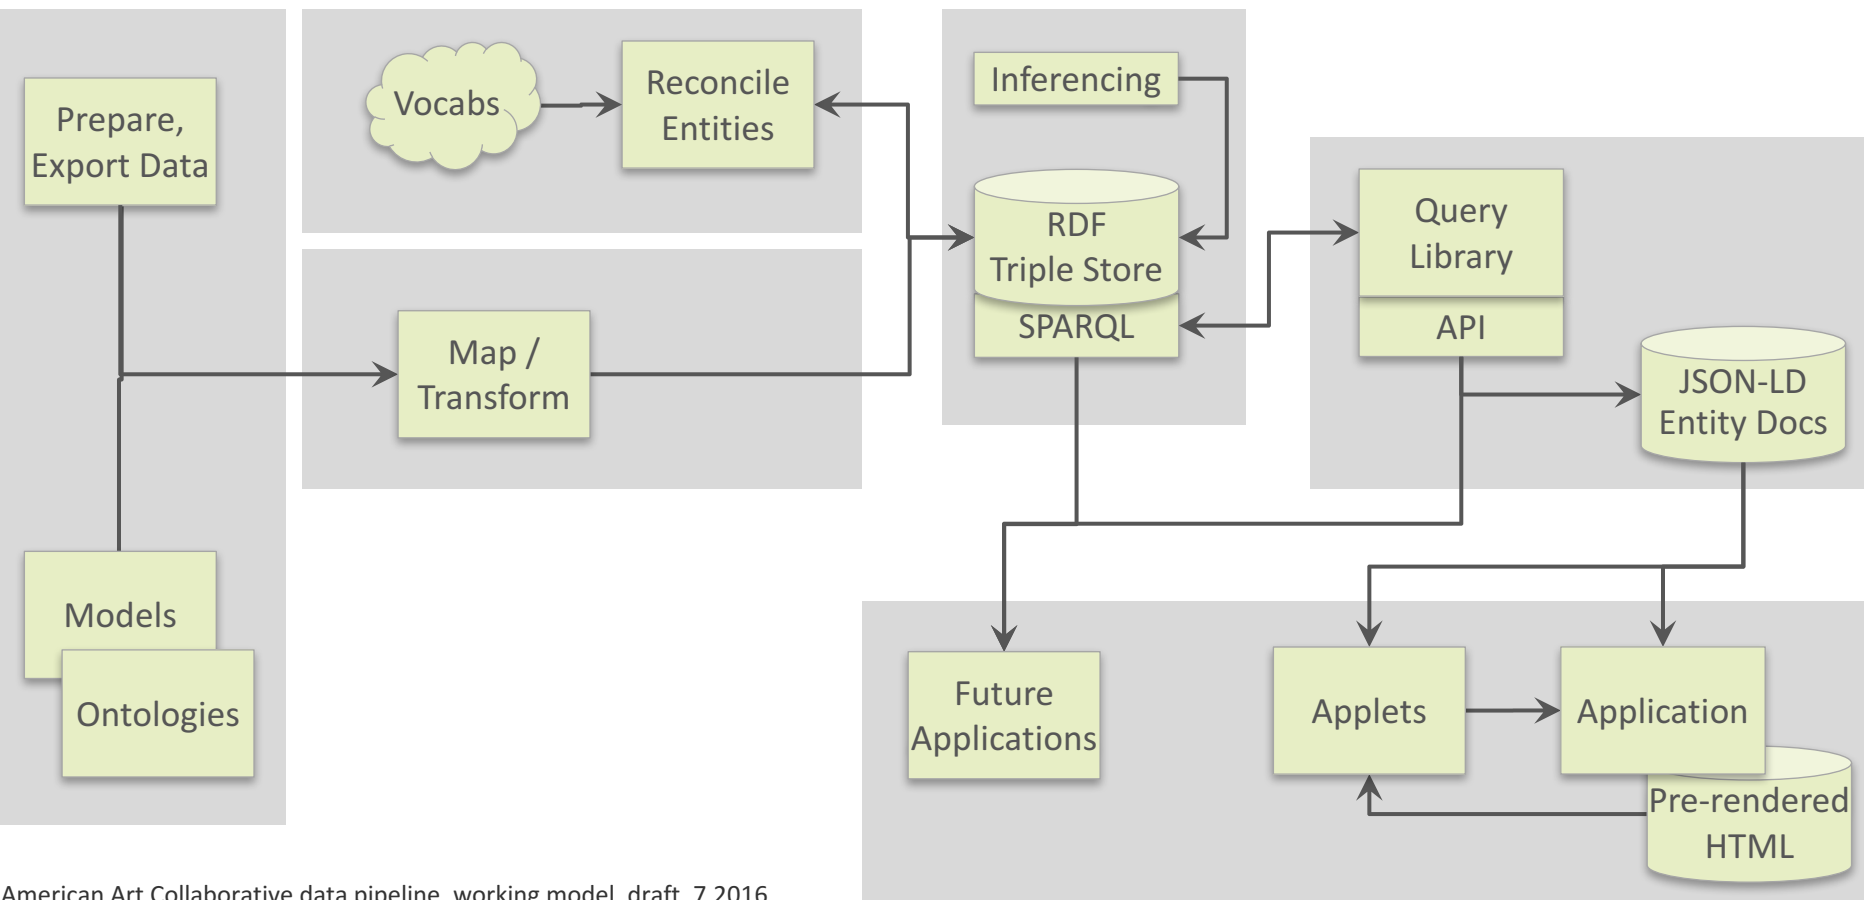 Prepare,
Export Data
Vocabs
Reconcile
Entities
Inferencing
RDF
Triple Store
SPARQL
Query
Library
API
JSON-LD
Entity Docs
Map /
Transform
Models
Ontologies
Future
Applications
Applets
Application
Pre-rendered
HTML
American Art Collaborative data pipeline, working model, draft, 7.2016